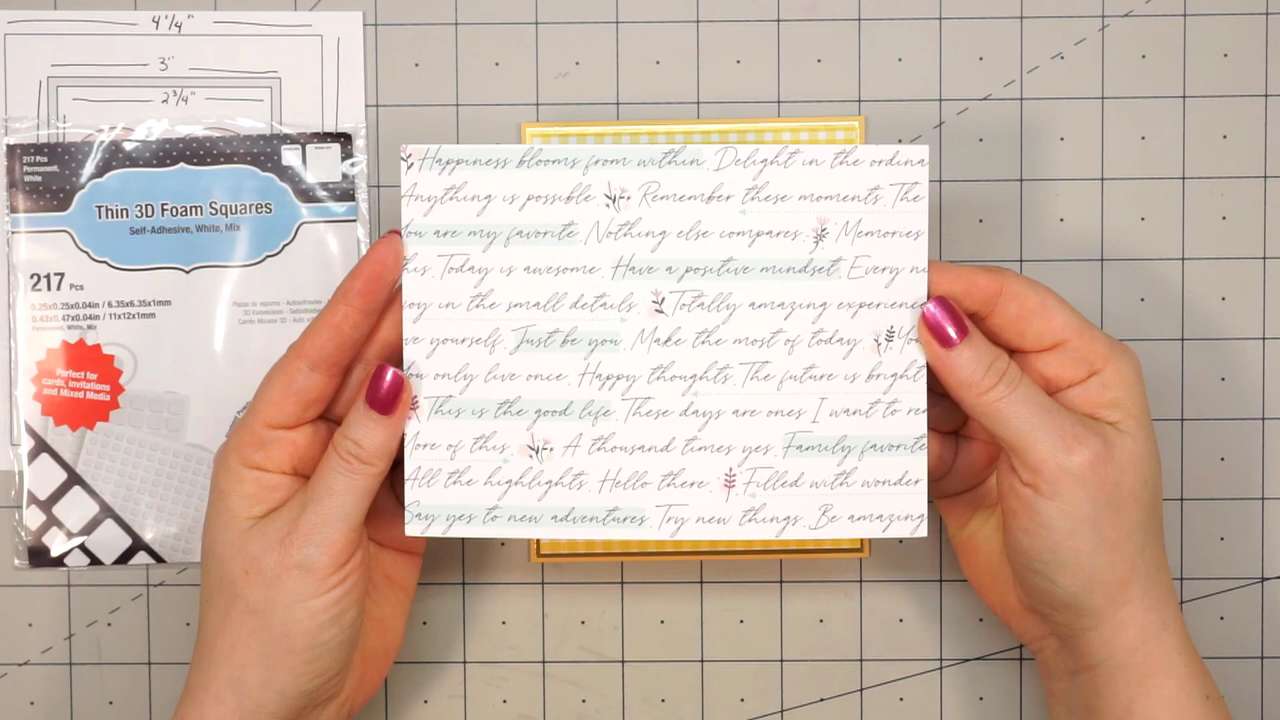 4 1/4"
3"
2 3/4"
217 Pcs
Permanent,
White
Thin 3D Foam Squares
Self-Adhesive, White, Mix
217 Pcs
0.25x0.25x0.04in / 6.35x6.35x1mm
0.43x0.47x0.04in / 11x12x1mm
Permanent, White, Mix
Perfect for
cards, invitations
and Mixed Media
Happiness blooms from within. Delight in the ordina
Anything is possible. Remember these moments. The
You are my favorite. Nothing else compares. Memories
his. Today is awesome. Have a positive mindset. Every
joy in the small details. Totally amazing experience
ve yourself. Just be you. Make the most of today. You
You only live once. Happy thoughts. The future is bright
This is the good life. These days are ones I want to re
More of this. A thousand times yes. Family favorite
All the highlights. Hello there. Filled with wonder
Say yes to new adventures. Try new things. Be amazing